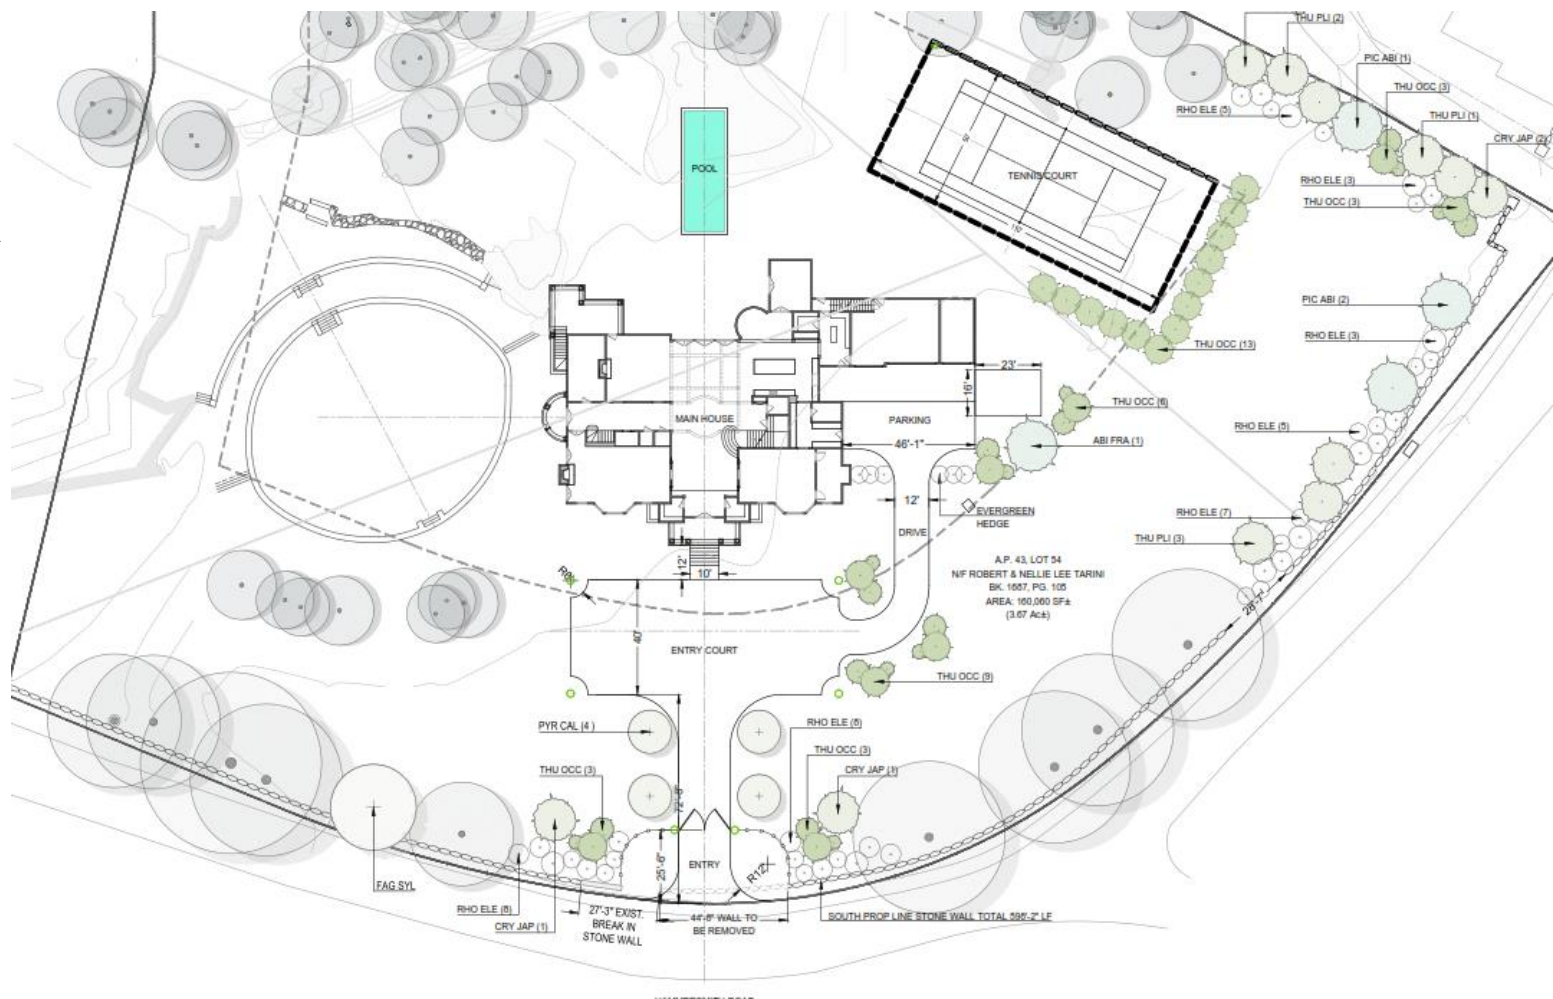 THU PLI (2)
PIC ABI (1)
THU OCC (3)
RHO ELE (5)
THU PLI (1)
CRY JAP (2)
POOL
TENNIS COURT
110'
RHO ELE (3)
THU OCC (3)
PIC ABI (2)
RHO ELE (3)
THU OCC (13)
23'
16'
THU OCC (6)
MAIN HOUSE
PARKING
RHO ELE (5)
46'-1"
ABI FRA (1)
12'
EVERGREEN
HEDGE
RHO ELE (7)
DRIVE
THU PLI (3)
A.P. 43, LOT 54
N/F ROBERT & NELLIE LEE TARINI
BK. 1687, PG. 105
AREA: 160,060 SF±
(3.67 Ac±)
12'
10'
28'-7"
40'
ENTRY COURT
THU OCC (9)
PYR CAL (4 )
RHO ELE (8)
THU OCC (3)
THU OCC (3)
CRY JAP (1)
72'-8"
ENTRY
25'-6"
R12'
FAG SYL
RHO ELE (8)
CRY JAP (1)
27'-3" EXIST.
BREAK IN
STONE WALL
44'-8" WALL TO
BE REMOVED
SOUTH PROP LINE STONE WALL TOTAL 596'-2" LF